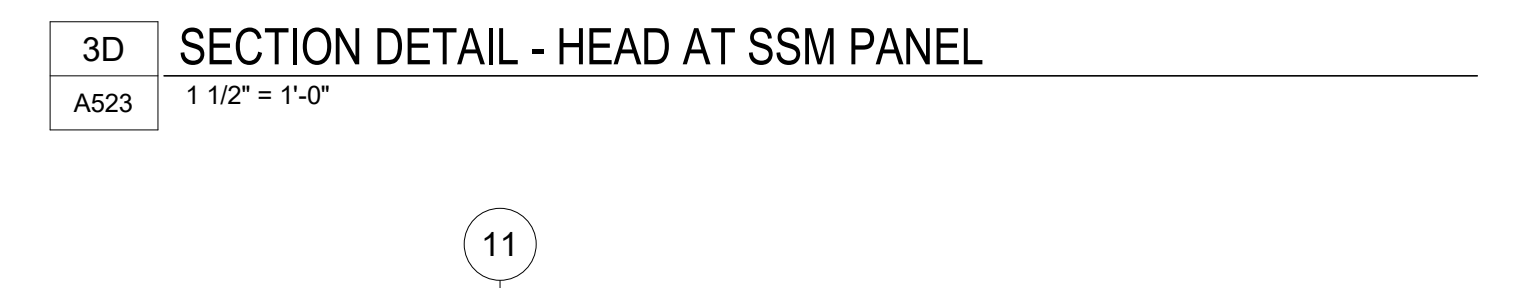 3D
SECTION DETAIL - HEAD AT SSM PANEL
A523
1 1/2" = 1'-0"
11